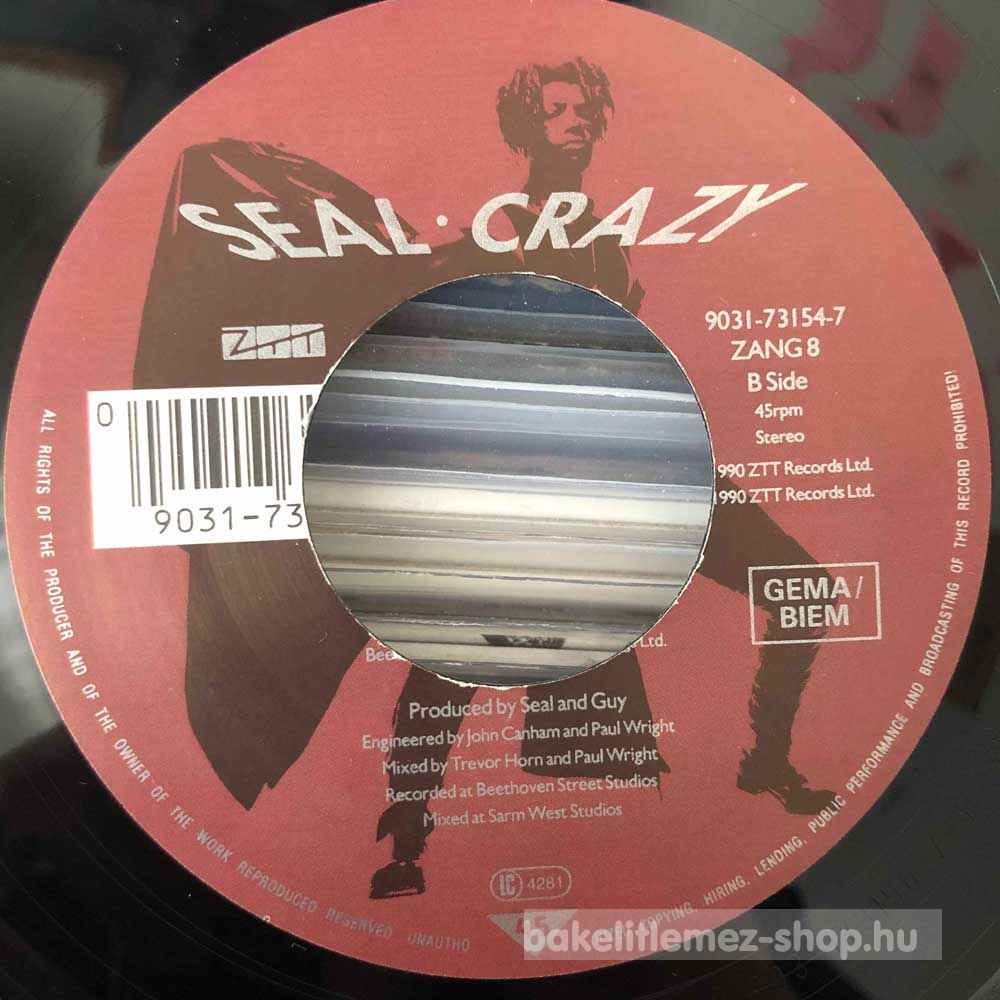 SEAL · CRAZY
ZTT
9031-73154-7
ZANG 8
B Side
45rpm
Stereo
990 ZTT Records Ltd.
1990 ZTT Records Ltd.
0
9031-73
GEMA/
BIEM
Ltd.
Produced by Seal and Guy
Engineered by John Canham and Paul Wright
Mixed by Trevor Horn and Paul Wright
Recorded at Beethoven Street Studios
Mixed at Sarm West Studios
LC 4281
ALL RIGHTS OF THE PRODUCER AND OF THE OWNER OF THE WORK REPRODUCED RESERVED UNAUTHO
COPYING, HIRING, LENDING, PUBLIC PERFORMANCE AND BROADCASTING OF THIS RECORD PROHIBITED!
bakelitlemez-shop.hu